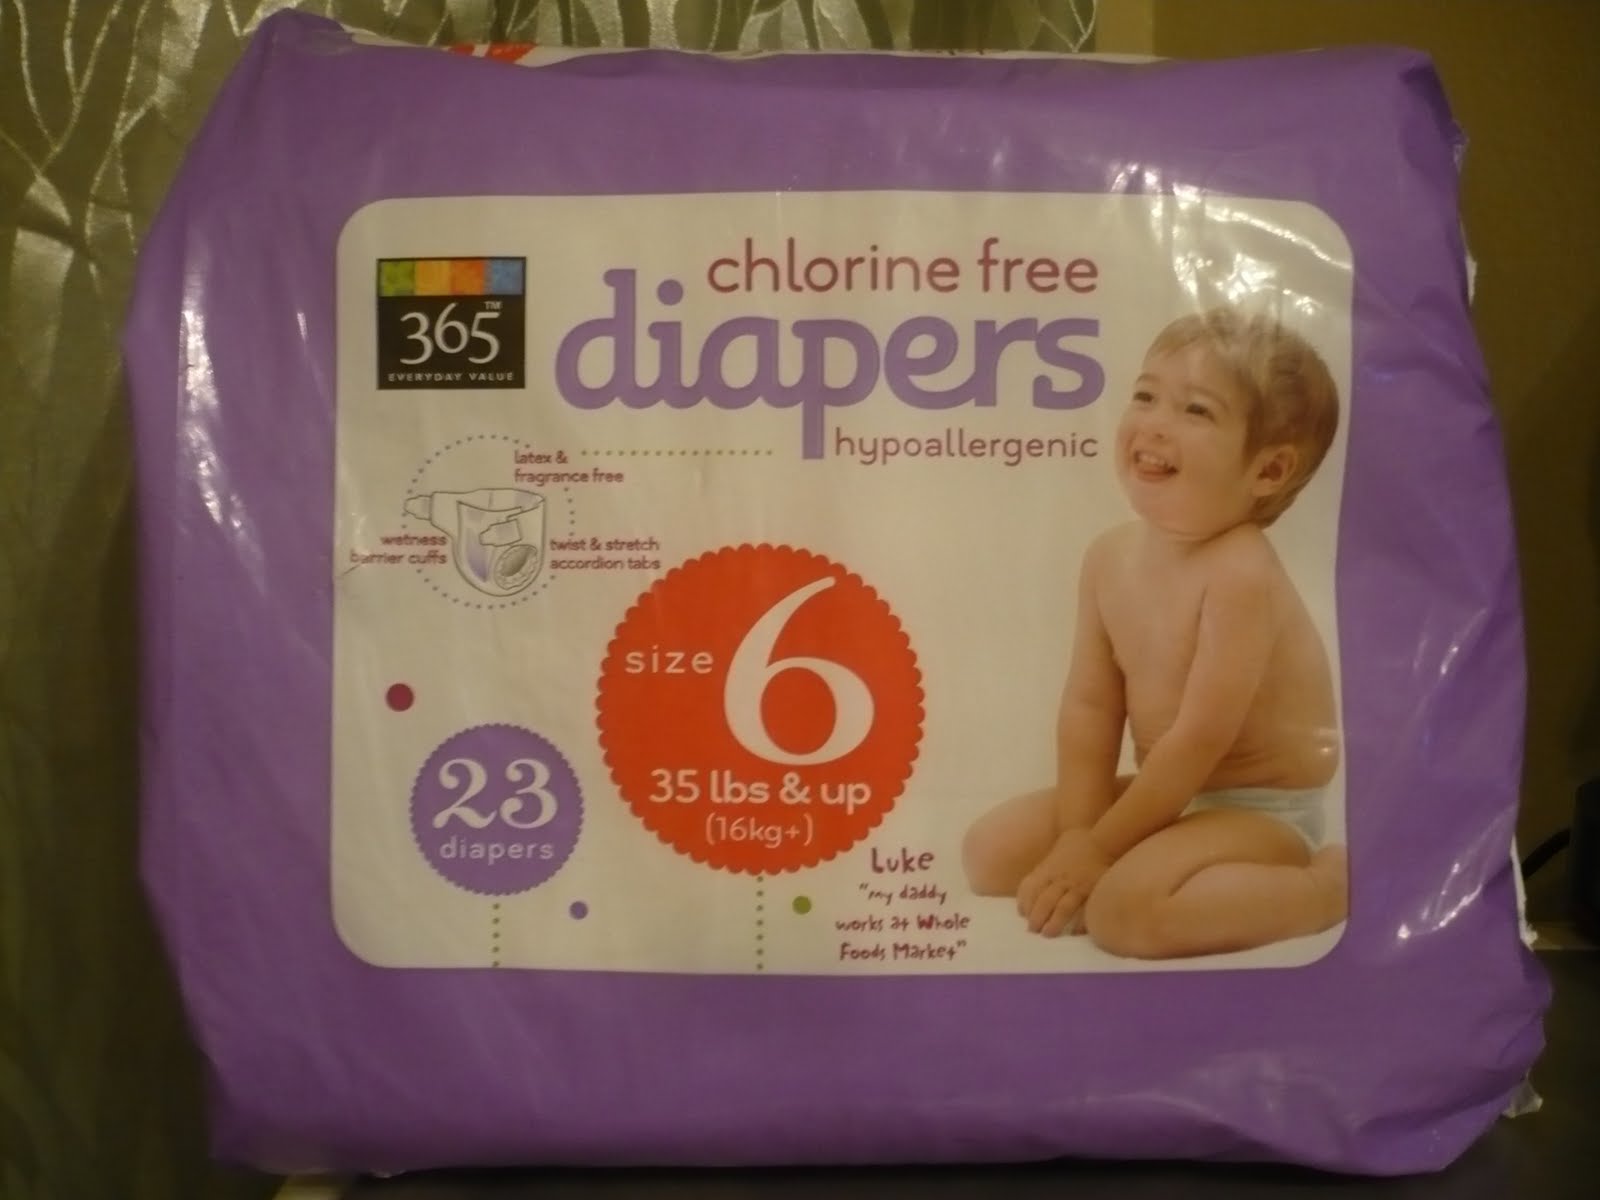 chlorine free
365™
EVERYDAY VALUE
diapers
hypoallergenic
latex &
fragrance free
wetness
barrier cuffs
twist & stretch
accordion tabs
size 6
35 lbs & up
(16kg+)
23
diapers
Luke
"my daddy
works at Whole
Foods Market"